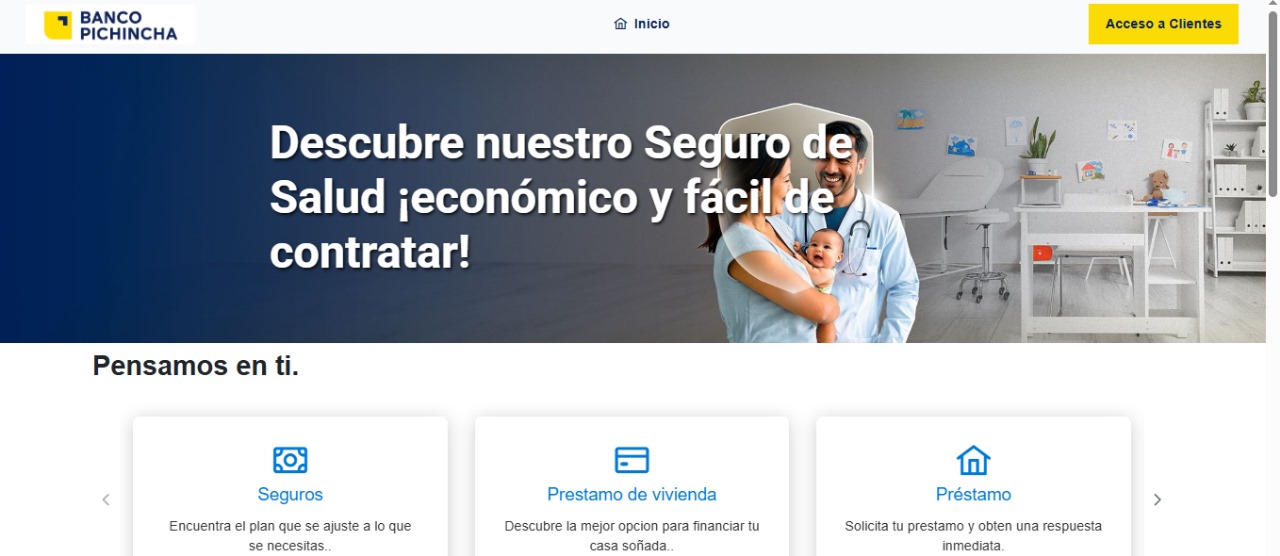 BANCO
PICHINCHA
Inicio
Acceso a Clientes
Descubre nuestro Seguro de
Salud ¡económico y fácil de
contratar!
Pensamos en ti.
Seguros
Encuentra el plan que se ajuste a lo que
se necesitas..
Prestamo de vivienda
Descubre la mejor opcion para financiar tu
casa soñada..
Préstamo
Solicita tu prestamo y obten una respuesta
inmediata.